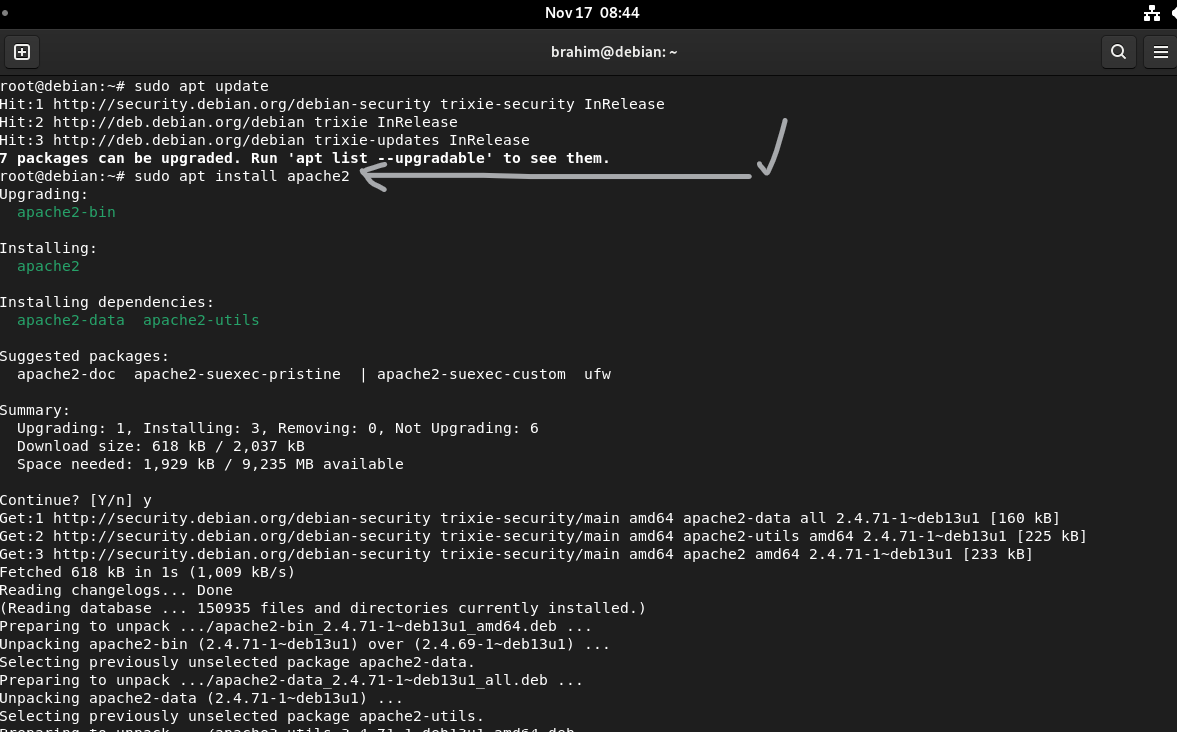 Nov 17 08:44
brahim@debian: ~
root@debian:~# sudo apt update
Hit:1 http://security.debian.org/debian-security trixie-security InRelease
Hit:2 http://deb.debian.org/debian trixie InRelease
Hit:3 http://deb.debian.org/debian trixie-updates InRelease
7 packages can be upgraded. Run 'apt list --upgradable' to see them.
root@debian:~# sudo apt install apache2
Upgrading:
  apache2-bin

Installing:
  apache2

Installing dependencies:
  apache2-data  apache2-utils

Suggested packages:
  apache2-doc  apache2-suexec-pristine  | apache2-suexec-custom  ufw

Summary:
  Upgrading: 1, Installing: 3, Removing: 0, Not Upgrading: 6
  Download size: 618 kB / 2,037 kB
  Space needed: 1,929 kB / 9,235 MB available

Continue? [Y/n] y
Get:1 http://security.debian.org/debian-security trixie-security/main amd64 apache2-data all 2.4.71-1~deb13u1 [160 kB]
Get:2 http://security.debian.org/debian-security trixie-security/main amd64 apache2-utils amd64 2.4.71-1~deb13u1 [225 kB]
Get:3 http://security.debian.org/debian-security trixie-security/main amd64 apache2 amd64 2.4.71-1~deb13u1 [233 kB]
Fetched 618 kB in 1s (1,009 kB/s)
Reading changelogs... Done
(Reading database ... 150935 files and directories currently installed.)
Preparing to unpack .../apache2-bin_2.4.71-1~deb13u1_amd64.deb ...
Unpacking apache2-bin (2.4.71-1~deb13u1) over (2.4.69-1~deb13u1) ...
Selecting previously unselected package apache2-data.
Preparing to unpack .../apache2-data_2.4.71-1~deb13u1_all.deb ...
Unpacking apache2-data (2.4.71-1~deb13u1) ...
Selecting previously unselected package apache2-utils.